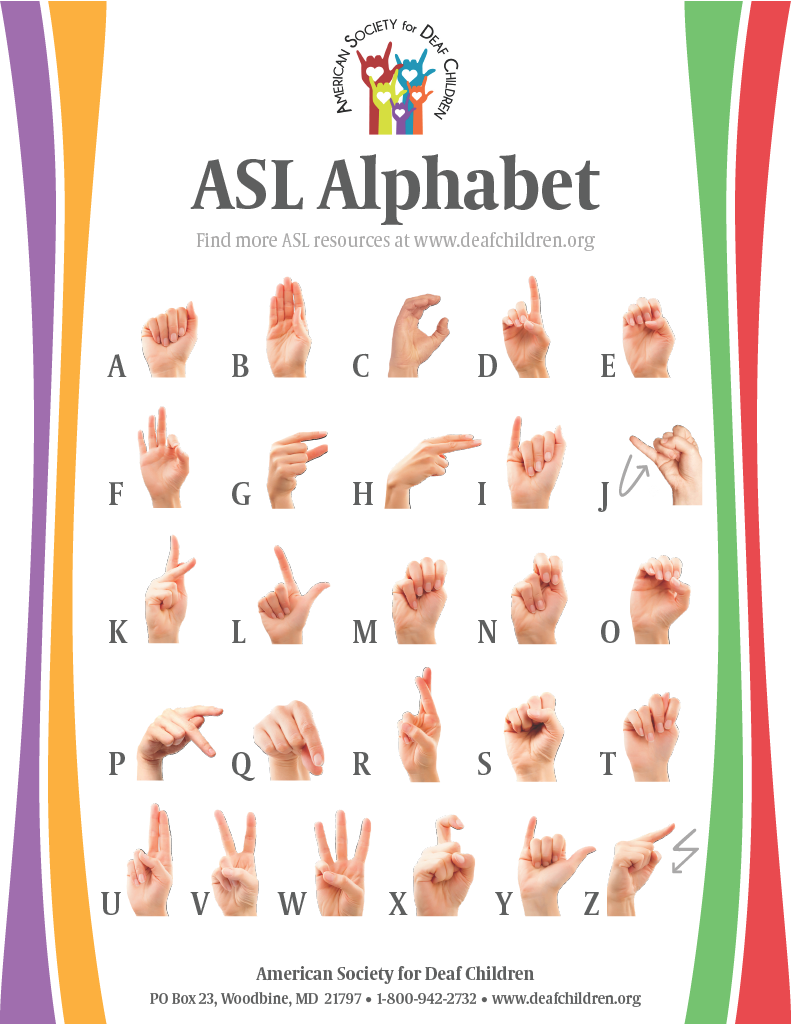 American Society for Deaf Children
ASL Alphabet
Find more ASL resources at www.deafchildren.org
A B C D E
F G H I J
K L M N O
P Q R S T
U V W X Y Z
American Society for Deaf Children
PO Box 23, Woodbine, MD 21797 • 1-800-942-2732 • www.deafchildren.org